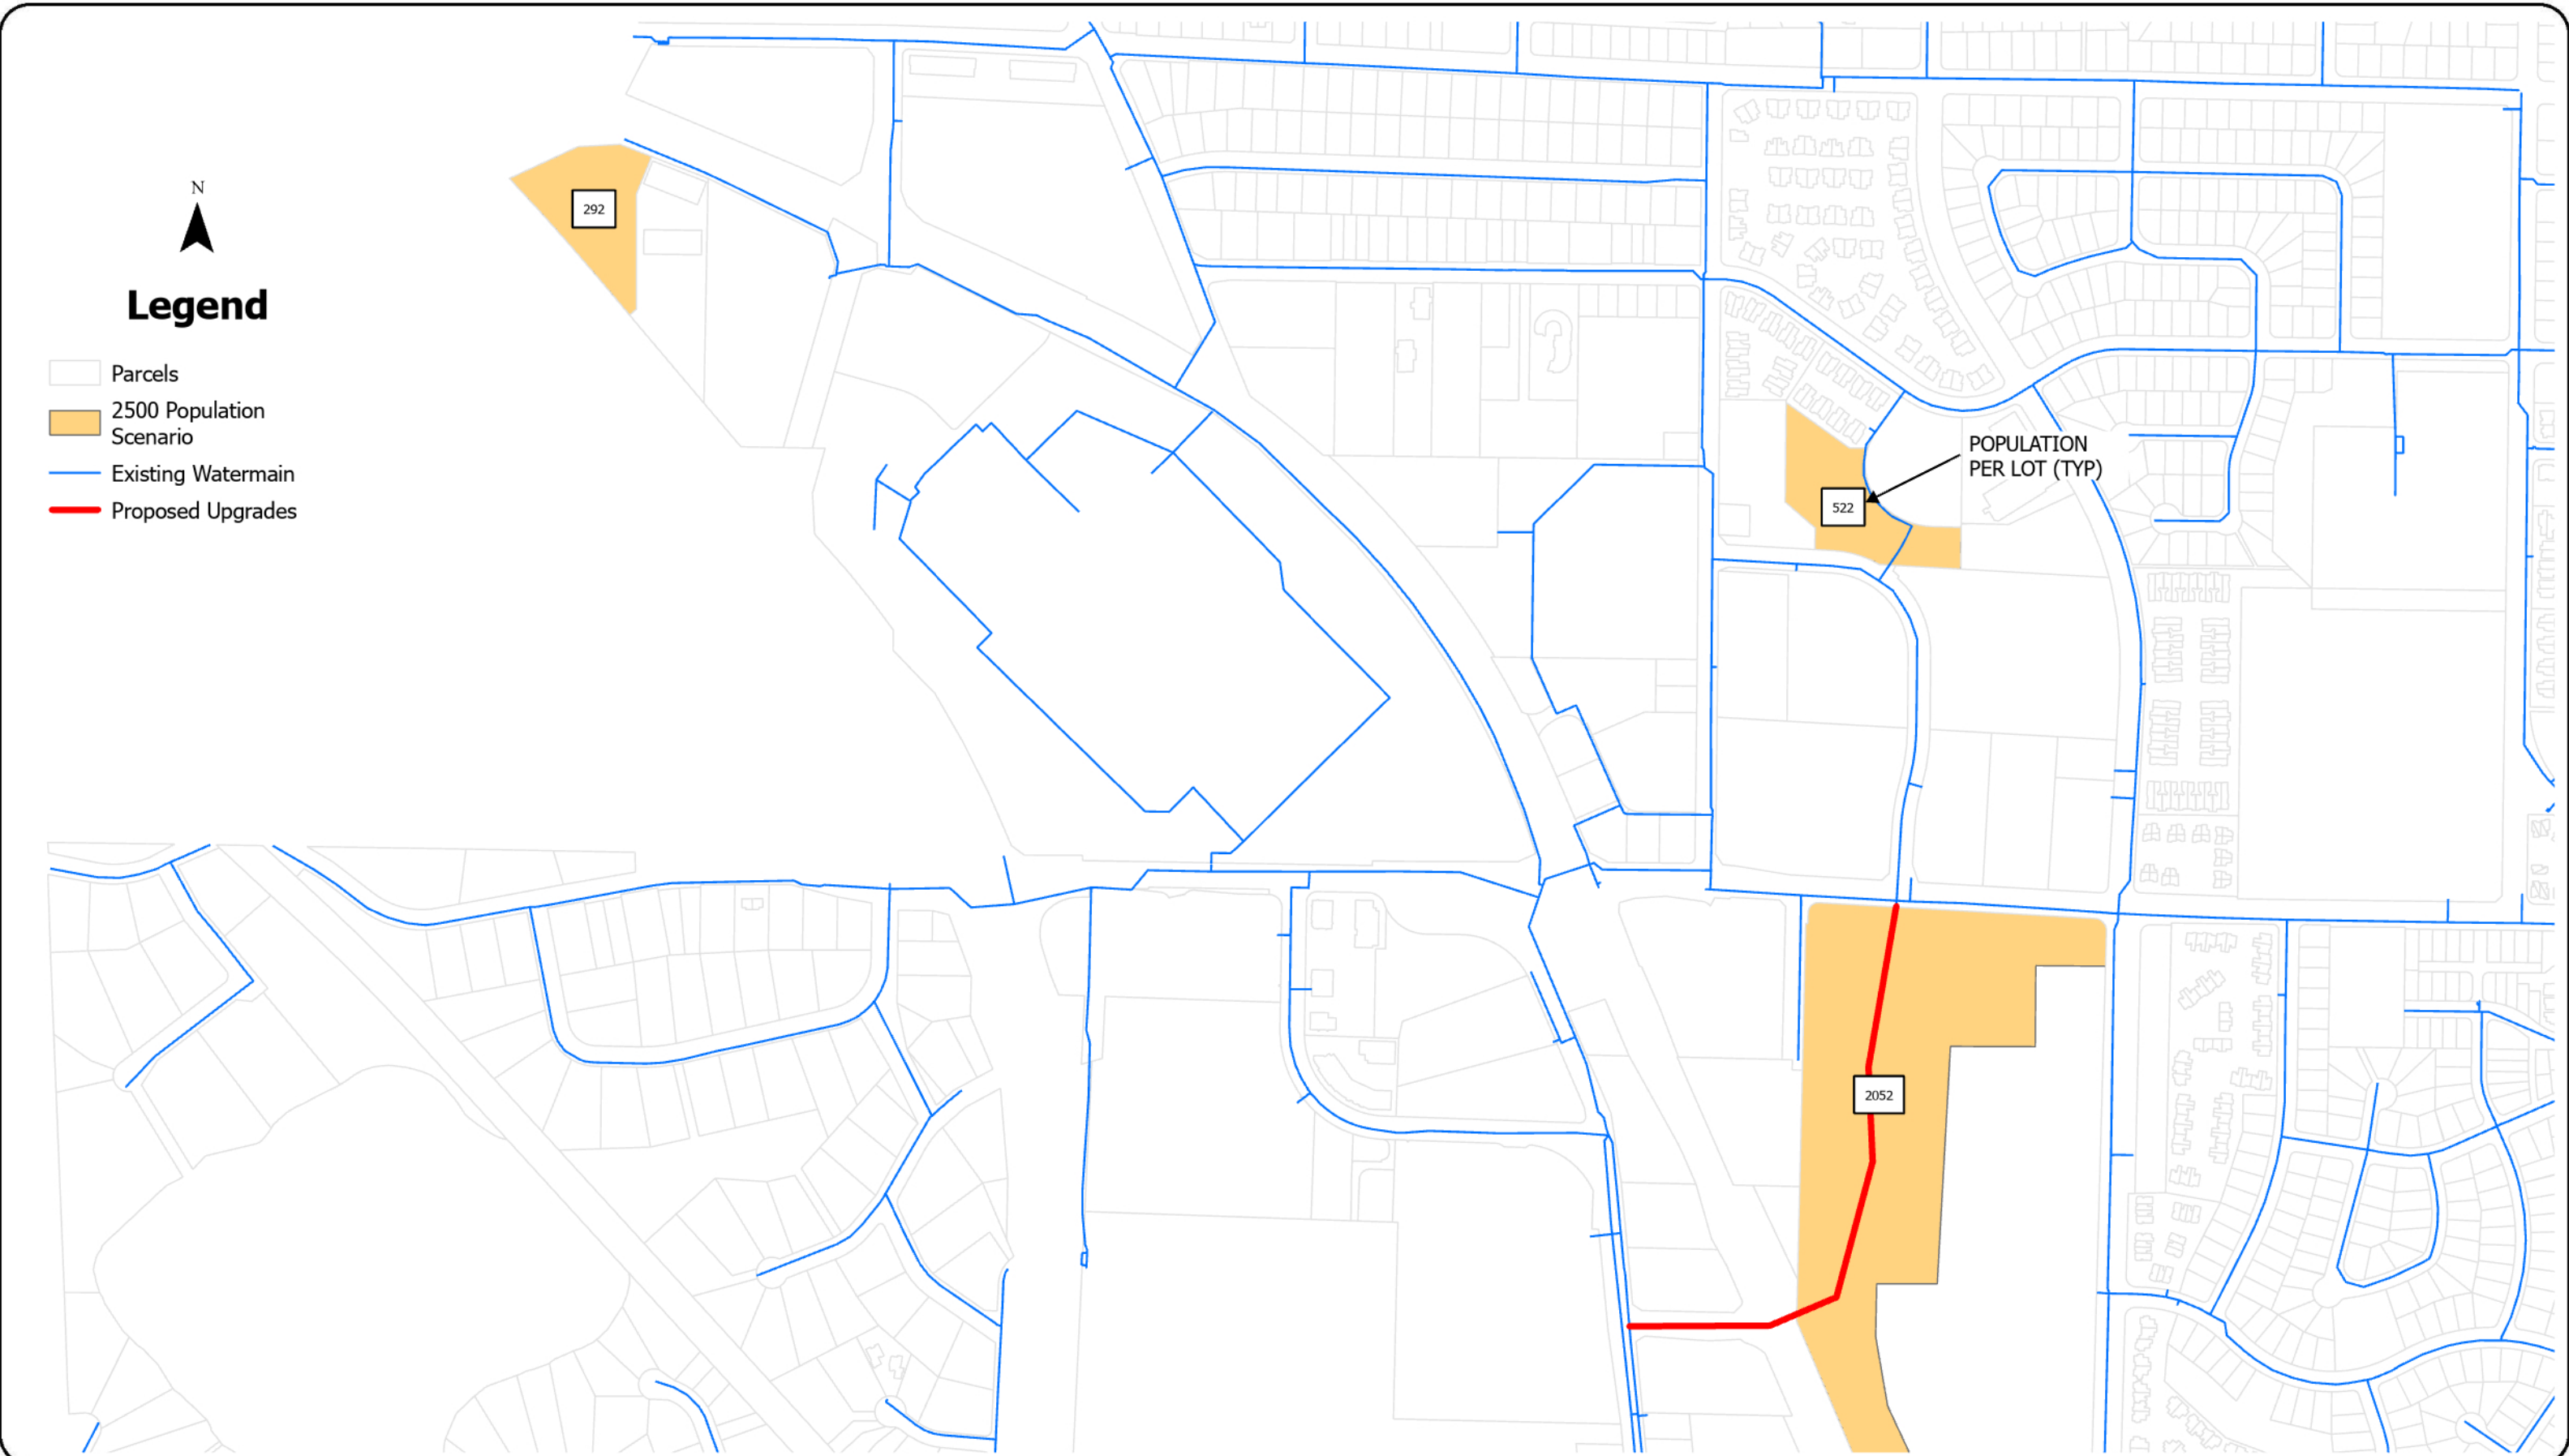 N
292
Legend
Parcels
2500 Population
Scenario
Existing Watermain
Proposed Upgrades
POPULATION
PER LOT (TYP)
522
2052